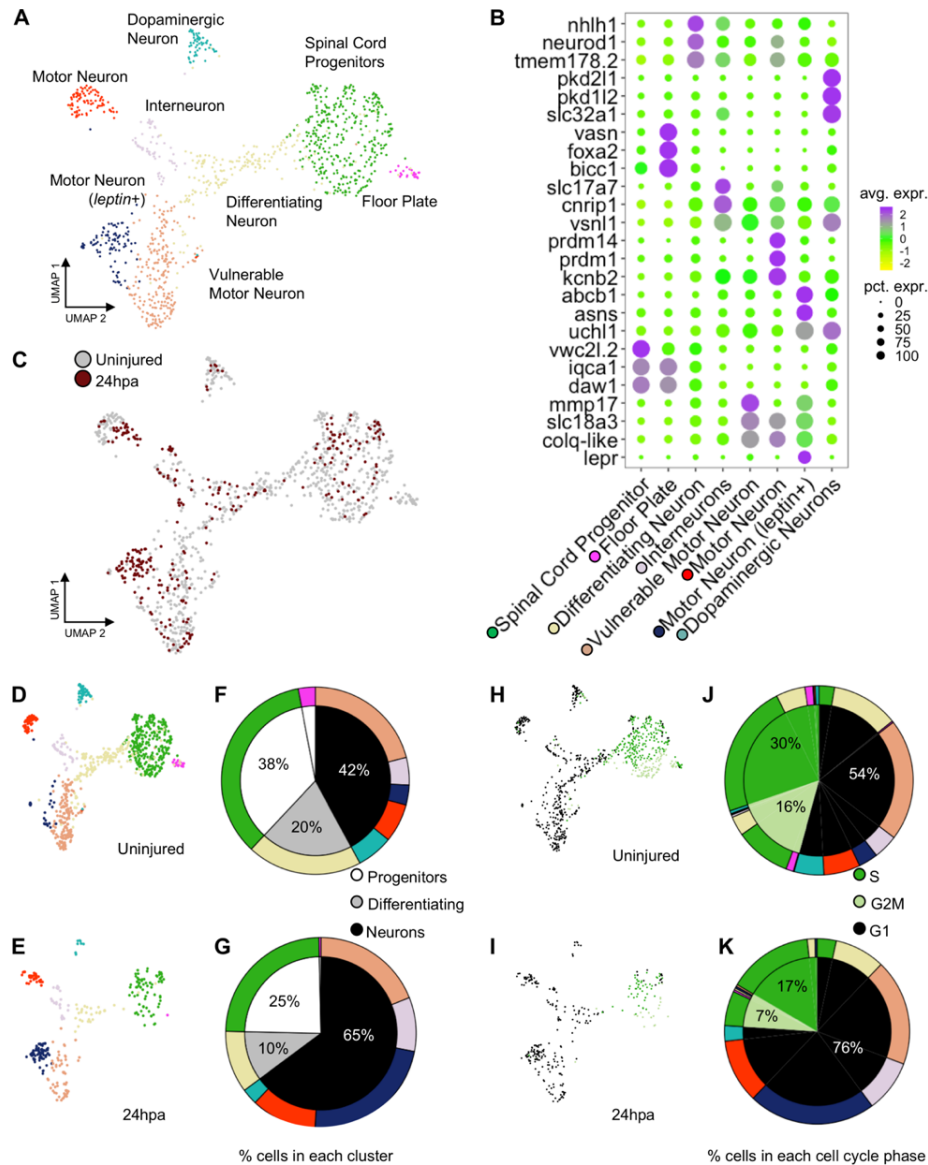 A
Dopaminergic
Neuron
Spinal Cord
Progenitors
Motor Neuron
Interneuron
Motor Neuron
(leptin+)
Differentiating
Neuron
Floor Plate
Vulnerable
Motor Neuron
UMAP 1
UMAP 2
B
nhlh1
neurod1
tmem178.2
pkd2l1
pkd1l2
slc32a1
vasn
foxa2
bicc1
slc17a7
cnrip1
vsnl1
prdm14
prdm1
kcnb2
abcb1
asns
uchl1
vwc2l.2
iqca1
daw1
mmp17
slc18a3
colq-like
lepr
avg. expr.
2
1
0
-1
-2
pct. expr.
0
25
50
75
100
Spinal Cord Progenitor
Floor Plate
Differentiating Neuron
Interneurons
Vulnerable Motor Neuron
Motor Neuron
Motor Neuron (leptin+)
Dopaminergic Neurons
C
Uninjured
24hpa
UMAP 1
UMAP 2
D
Uninjured
F
38%
42%
20%
Progenitors
Differentiating
Neurons
H
Uninjured
J
30%
54%
16%
S
G2M
G1
E
24hpa
G
25%
65%
10%
% cells in each cluster
I
24hpa
K
17%
7%
76%
% cells in each cell cycle phase